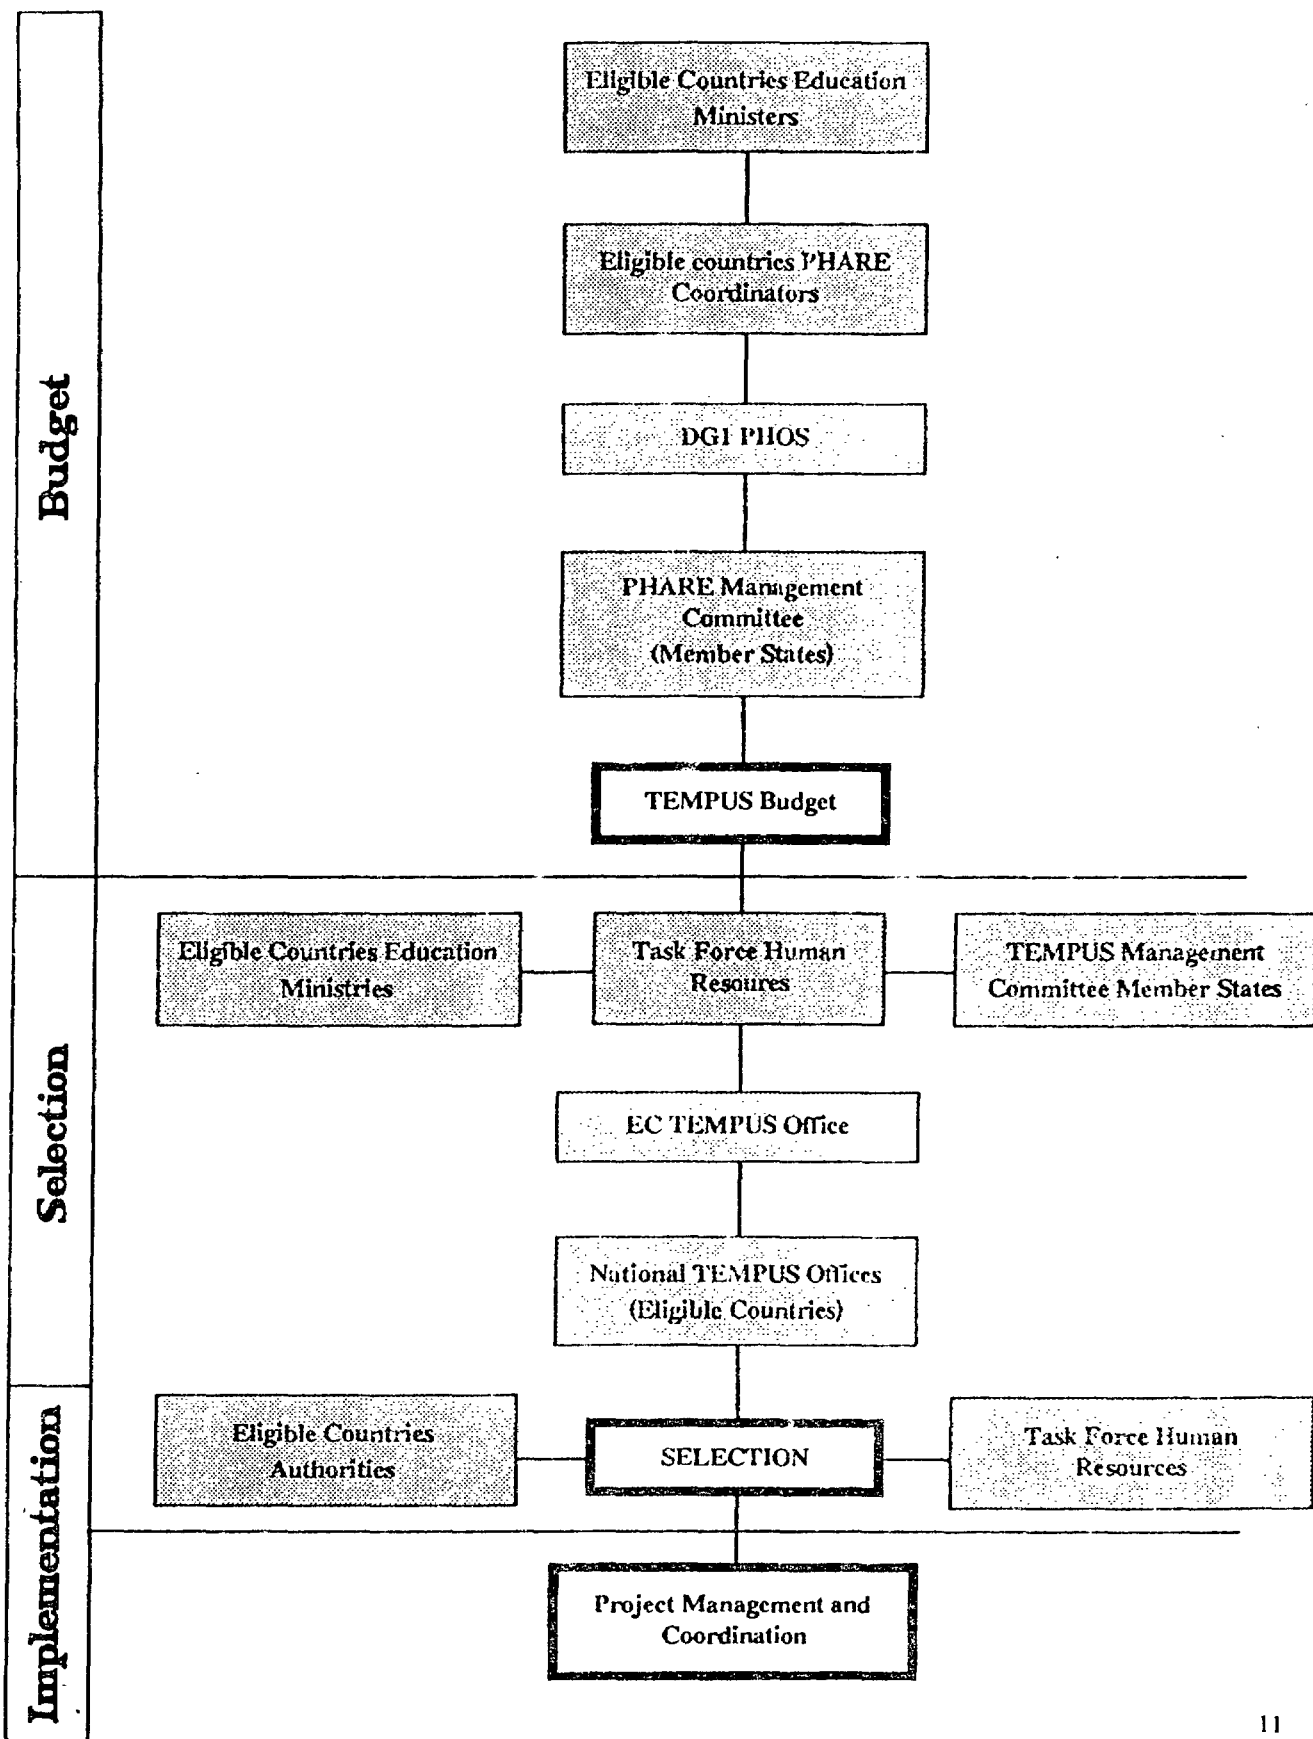 Budget
Eligible Countries Education
Ministers
Eligible countries PHARE
Coordinators
DG1 PHOS
PHARE Management
Committee
(Member States)
TEMPUS Budget
Selection
Eligible Countries Education
Ministries
Task Force Human
Resoures
TEMPUS Management
Committee Member States
EC TEMPUS Office
National TEMPUS Offices
(Eligible Countries)
Implementation
Eligible Countries
Authorities
SELECTION
Task Force Human
Resources
Project Management and
Coordination
11